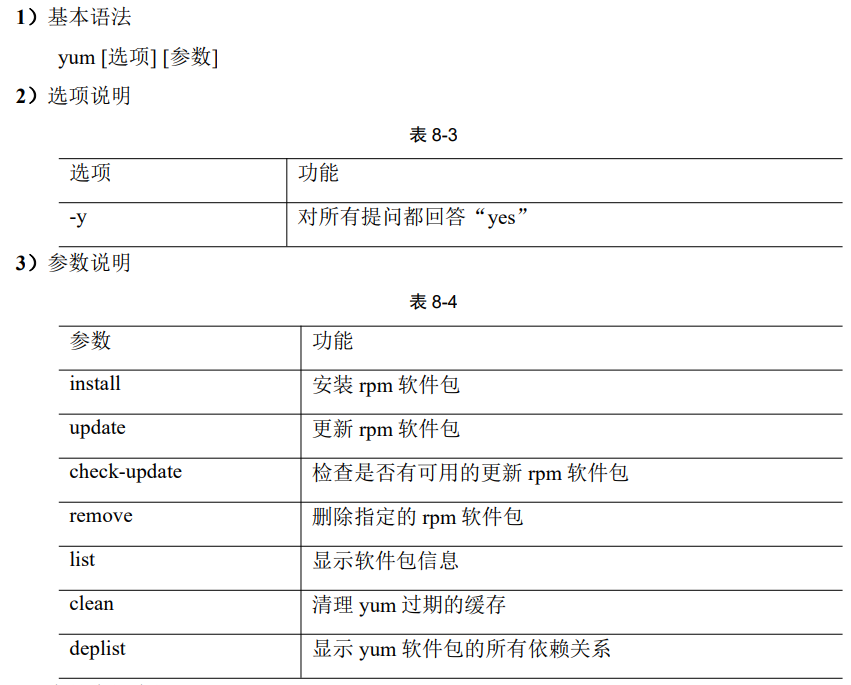 1）基本语法
yum [选项] [参数]
2）选项说明
表 8-3
选项 功能
-y 对所有提问都回答“yes”
3）参数说明
表 8-4
参数 功能
install 安装 rpm 软件包
update 更新 rpm 软件包
check-update 检查是否有可用的更新 rpm 软件包
remove 删除指定的 rpm 软件包
list 显示软件包信息
clean 清理 yum 过期的缓存
deplist 显示 yum 软件包的所有依赖关系